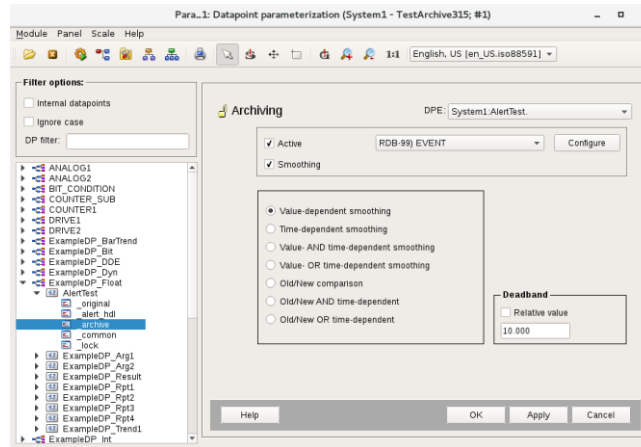 Para_1: Datapoint parameterization (System1 - TestArchive315; #1)
Module Panel Scale Help
1:1 English, US [en_US.iso88591]
Filter options:
Internal datapoints
Ignore case
DP filter:
ANALOG1
ANALOG2
BIT_CONDITION
COUNTER_SUB
COUNTER1
DRIVE1
DRIVE2
ExampleDP_BarTrend
ExampleDP_Bit
ExampleDP_DDE
ExampleDP_Dyn
ExampleDP_Float
AlertTest
_original
_alert_hdl
_archive
_common
_lock
ExampleDP_Arg1
ExampleDP_Arg2
ExampleDP_Result
ExampleDP_Rpt1
ExampleDP_Rpt2
ExampleDP_Rpt3
ExampleDP_Rpt4
ExampleDP_Trend1
ExampleDP_Int
Archiving DPE: System1:AlertTest.
Active RDB-99) EVENT Configure
Smoothing
Value-dependent smoothing
Time-dependent smoothing
Value- AND time-dependent smoothing
Value- OR time-dependent smoothing
Old/New comparison
Old/New AND time-dependent
Old/New OR time-dependent
Deadband
Relative value
10.000
Help OK Apply Cancel